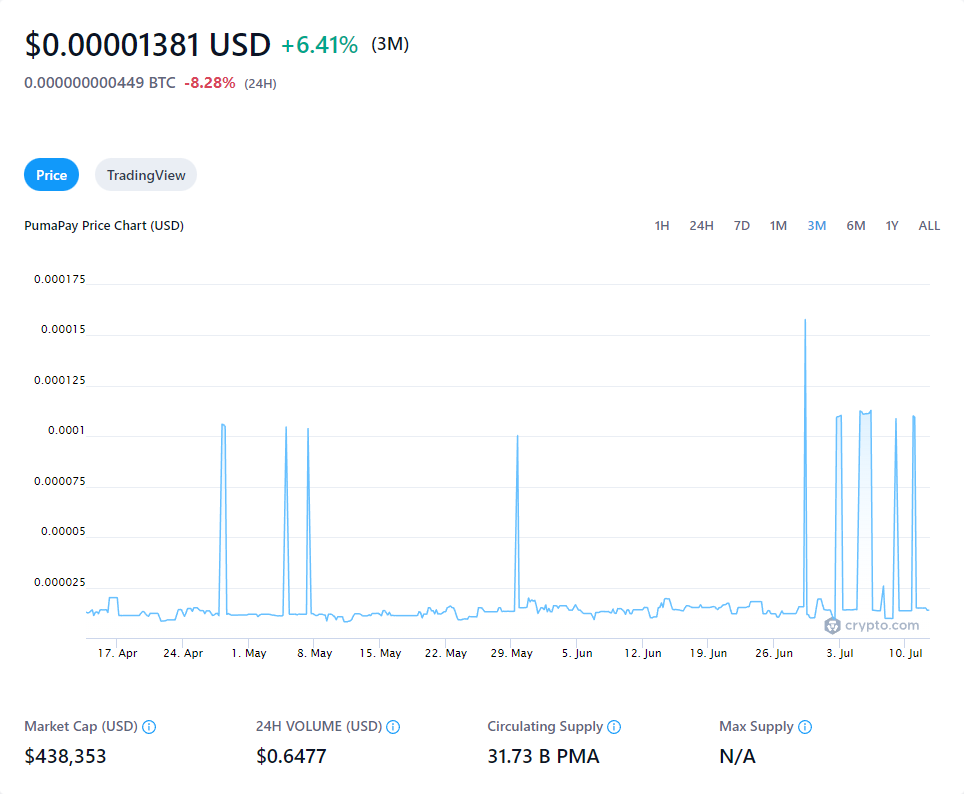 $0.00001381 USD +6.41% (3M)
0.000000000449 BTC -8.28% (24H)
Price TradingView
PumaPay Price Chart (USD) 1H 24H 7D 1M 3M 6M 1Y ALL
0.000175
0.00015
0.000125
0.0001
0.000075
0.00005
0.000025
crypto.com
17. Apr 24. Apr 1. May 8. May 15. May 22. May 29. May 5. Jun 12. Jun 19. Jun 26. Jun 3. Jul 10. Jul
Market Cap (USD) 24H VOLUME (USD) Circulating Supply Max Supply
$438,353 $0.6477 31.73 B PMA N/A